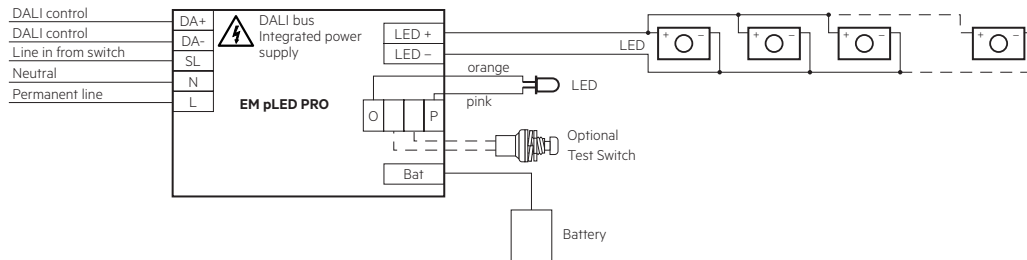 DALI control
DALI control
Line in from switch
Neutral
Permanent line
DA+
DA-
SL
N
L
DALI bus
Integrated power
supply
EM pLED PRO
LED +
LED –
O
P
Bat
orange
pink
LED
Optional
Test Switch
Battery
LED
+ –
+ –
+ –
+ –